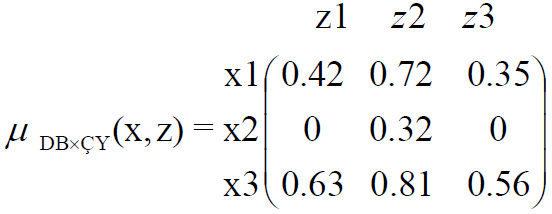 z1 z2 z3
x1 0.42 0.72 0.35
μ DB×ÇY(x, z) = x2 0 0.32 0
x3 0.63 0.81 0.56